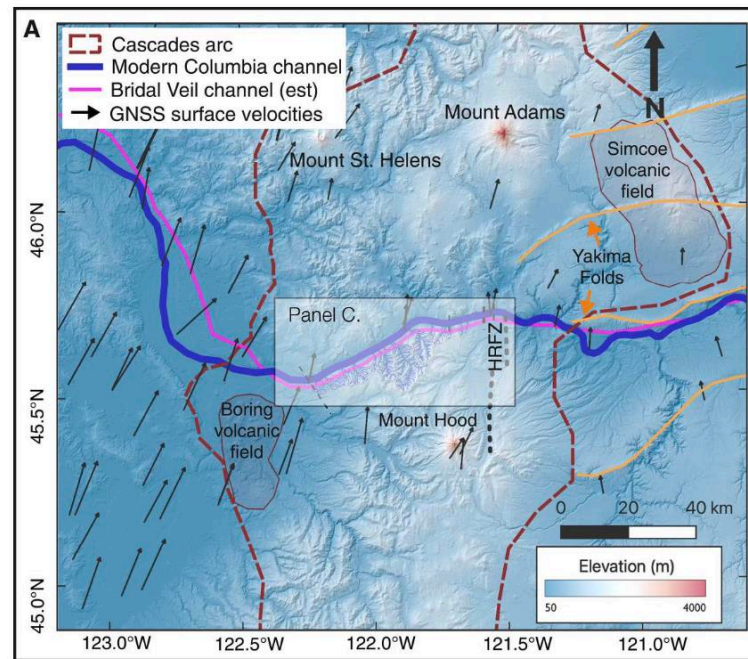 A
Cascades arc
Modern Columbia channel
Bridal Veil channel (est)
GNSS surface velocities
N
Mount Adams
Mount St. Helens
Simcoe
volcanic
field
46.0°N
Yakima
Folds
Panel C.
HRFZ
45.5°N
Boring
volcanic
field
Mount Hood
0 20 40 km
Elevation (m)
50 4000
45.0°N
123.0°W 122.5°W 122.0°W 121.5°W 121.0°W